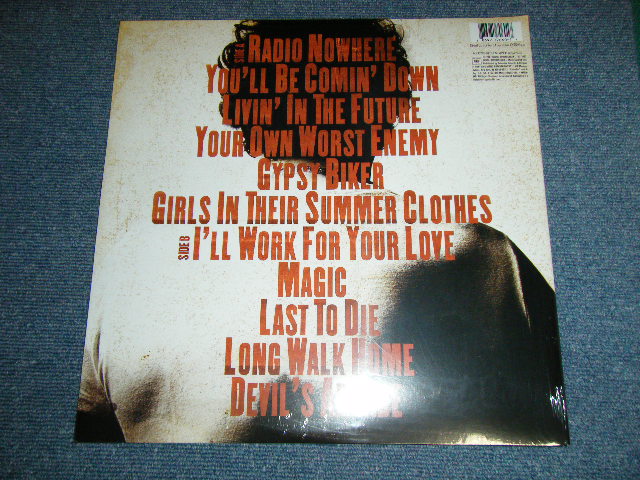 SIDE A RADIO NOWHERE
YOU'LL BE COMIN' DOWN
LIVIN' IN THE FUTURE
YOUR OWN WORST ENEMY
GYPSY BIKER
GIRLS IN THEIR SUMMER CLOTHES
SIDE B I'LL WORK FOR YOUR LOVE
MAGIC
LAST TO DIE
LONG WALK HOME
DEVIL'S